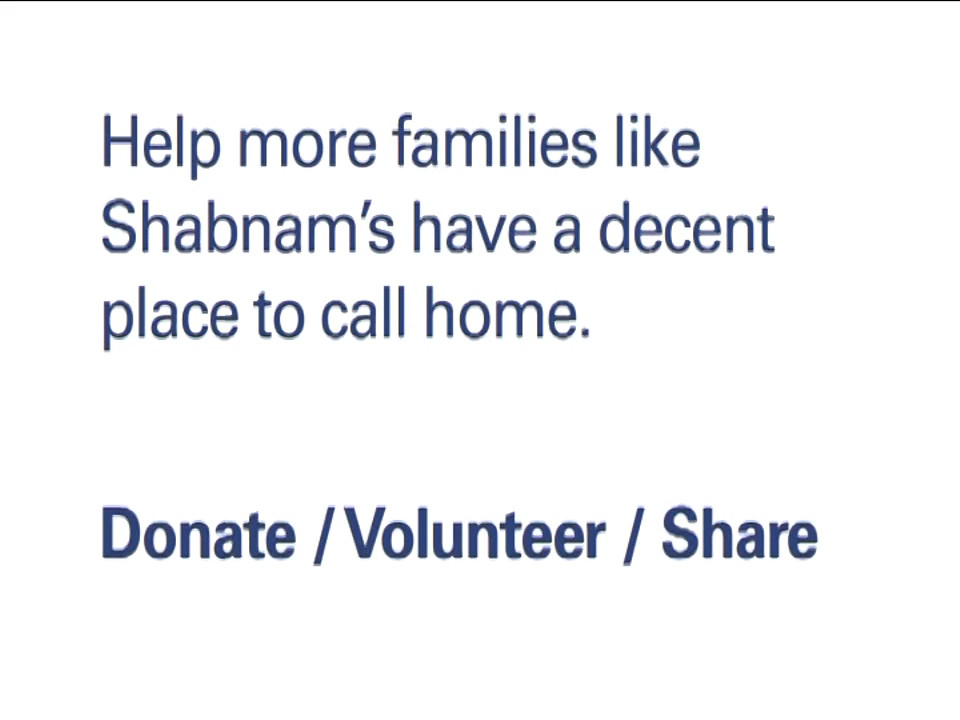 Help more families like
Shabnam’s have a decent
place to call home.
Donate / Volunteer / Share